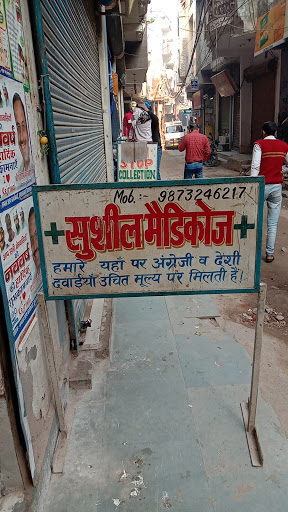 STOP
COLLECTION
Mob. - 9873246217
सुशील मैडिकोज
हमारे यहाँ पर अंग्रेजी व देशी
दवाईयाँ उचित मूल्य पर मिलती है।